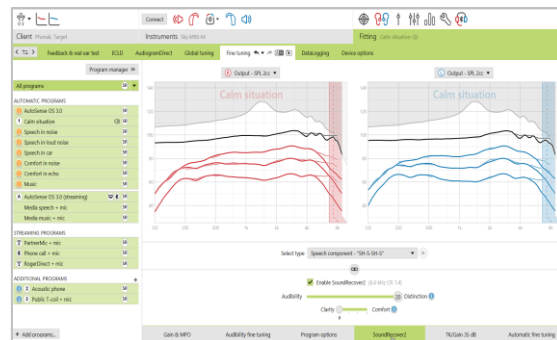 Connect
Client Phonak, Target
Instruments Sky M90-M
Fitting Calm situation
Feedback & real ear test
ECLD
AudiogramDirect
Global tuning
Fine tuning
DataLogging
Device options
Program manager
All programs
AUTOMATIC PROGRAMS
AutoSense OS 3.0
1 Calm situation
Speech in noise
Speech in loud noise
Speech in car
Comfort in noise
Comfort in echo
Music
AutoSense OS 3.0 (streaming)
Media speech + mic
Media music + mic
STREAMING PROGRAMS
PartnerMic + mic
Phone call + mic
RogerDirect + mic
ADDITIONAL PROGRAMS
Acoustic phone
Public T-coil + mic
+ Add programs...
Output - SPL 2cc
Output - SPL 2cc
Calm situation
Calm situation
Select type Speech component - "SH-S-SH-S"
Enable SoundRecover2
Audibility 20 Distinction
Clarity Comfort
Gain & MPO
Audibility fine tuning
Program options
SoundRecover2
TK/Gain 35 dB
Automatic fine tuning